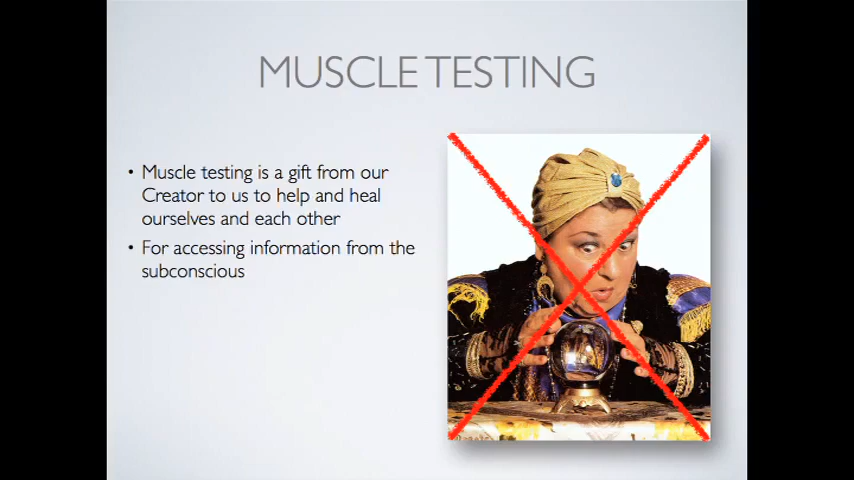 MUSCLE TESTING
• Muscle testing is a gift from our
Creator to us to help and heal
ourselves and each other
• For accessing information from the
subconscious